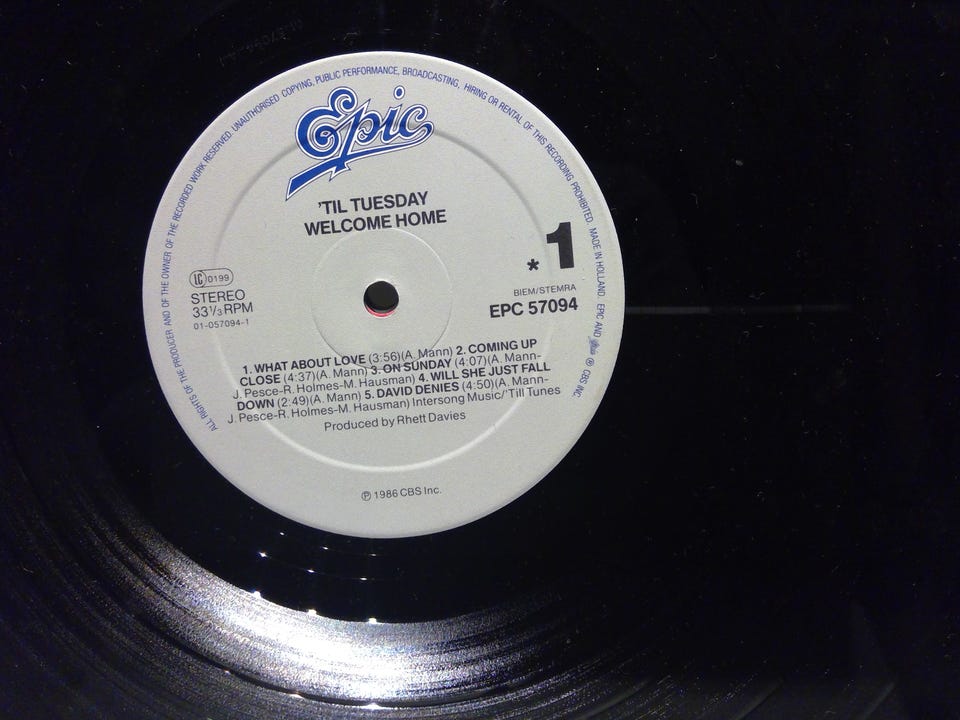 ALL RIGHTS OF THE PRODUCER AND OF THE OWNER OF THE RECORDED WORK RESERVED. UNAUTHORISED COPYING, PUBLIC PERFORMANCE, BROADCASTING, HIRING OR RENTAL OF THIS RECORDING PROHIBITED. MADE IN HOLLAND. EPIC AND Epic ® CBS INC.
Epic
'TIL TUESDAY
WELCOME HOME
* 1
LC 0199
STEREO
33⅓ RPM
01-057094-1
BIEM/STEMRA
EPC 57094
1. WHAT ABOUT LOVE (3:56)(A. Mann) 2. COMING UP
CLOSE (4:37)(A. Mann) 3. ON SUNDAY (4:07)(A. Mann-
J. Pesce-R. Holmes-M. Hausman) 4. WILL SHE JUST FALL
DOWN (2:49)(A. Mann) 5. DAVID DENIES (4:50)(A. Mann-
J. Pesce-R. Holmes-M. Hausman) Intersong Music/'Till Tunes
Produced by Rhett Davies
℗ 1986 CBS Inc.